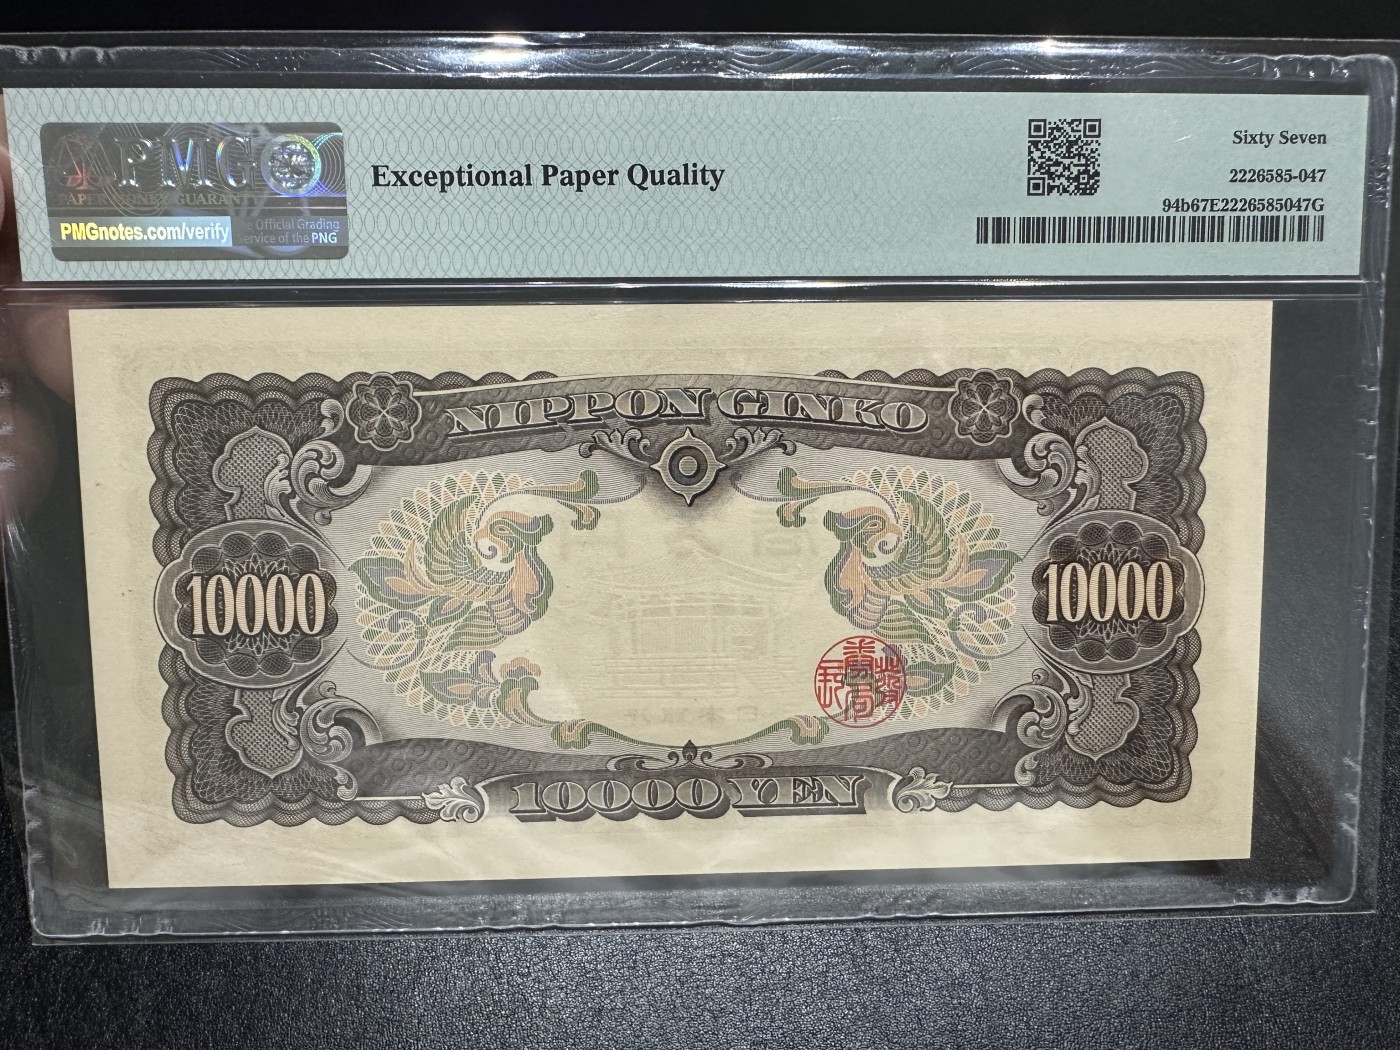 PMG
PAPER MONEY GUARANTY
PMGnotes.com/verify
e Official Grading
Service of the PNG
Exceptional Paper Quality
Sixty Seven
2226585-047
94b67E2226585047G
NIPPON GINKO
10000
10000
10000 YEN